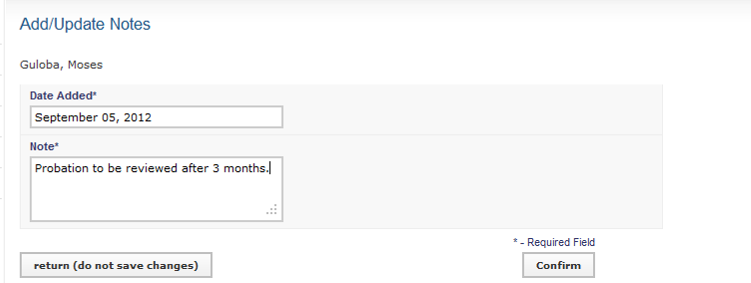 Add/Update Notes
Guloba, Moses
Date Added*
September 05, 2012
Note*
Probation to be reviewed after 3 months.
* - Required Field
return (do not save changes)
Confirm